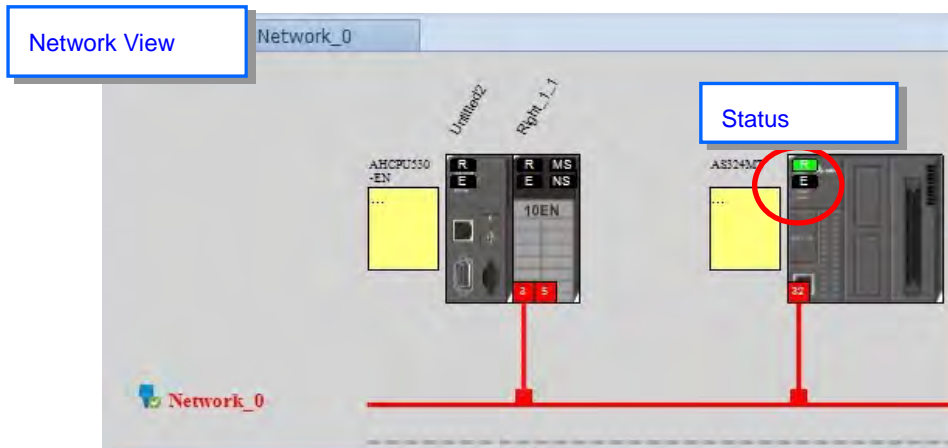 Network View
Network_0
Status
Untitled2
Right_1_1
AHCPU530
-EN
...
R
E
R MS
E NS
10EN
3 5
AS324MT
...
R
E
32
Network_0